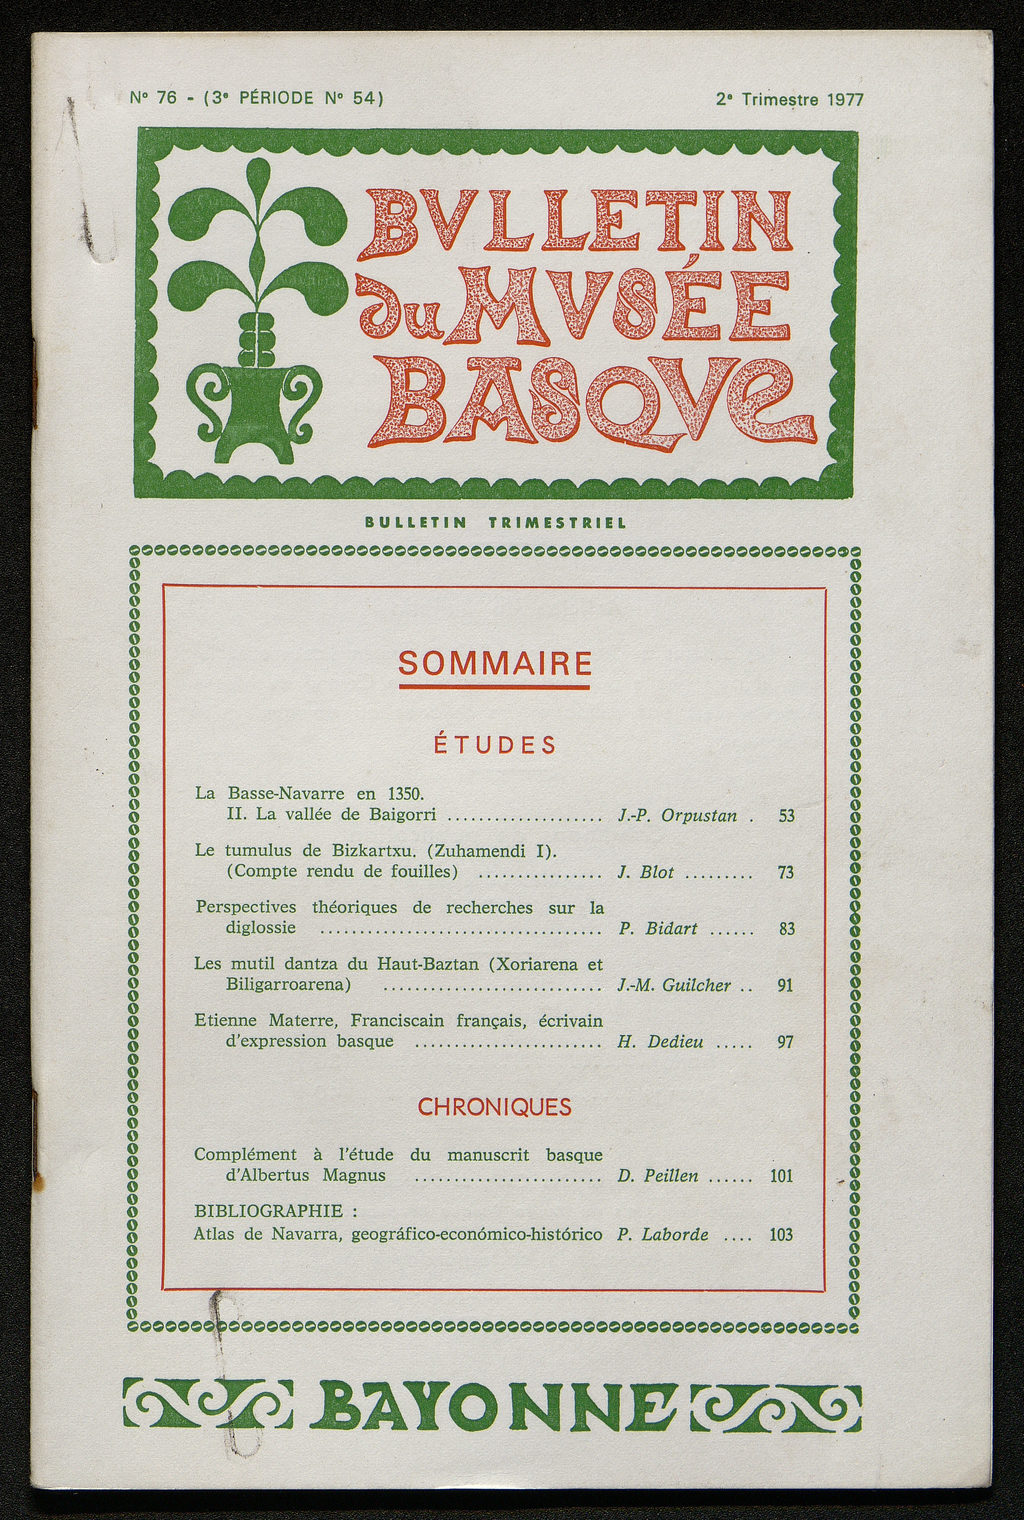 N° 76 - (3e PÉRIODE N° 54)
2e Trimestre 1977
BVLLETIN
du MVSÉE
BASQVE
BULLETIN TRIMESTRIEL
SOMMAIRE
ÉTUDES
La Basse-Navarre en 1350.
II. La vallée de Baigorri .................... J.-P. Orpustan . 53
Le tumulus de Bizkartxu. (Zuhamendi I).
(Compte rendu de fouilles) ................ J. Blot ......... 73
Perspectives théoriques de recherches sur la
diglossie .................................... P. Bidart ...... 83
Les mutil dantza du Haut-Baztan (Xoriarena et
Biligarroarena) ............................ J.-M. Guilcher .. 91
Etienne Materre, Franciscain français, écrivain
d'expression basque ........................ H. Dedieu ..... 97
CHRONIQUES
Complément à l'étude du manuscrit basque
d'Albertus Magnus ........................ D. Peillen ...... 101
BIBLIOGRAPHIE :
Atlas de Navarra, geográfico-económico-histórico P. Laborde .... 103
BAYONNE